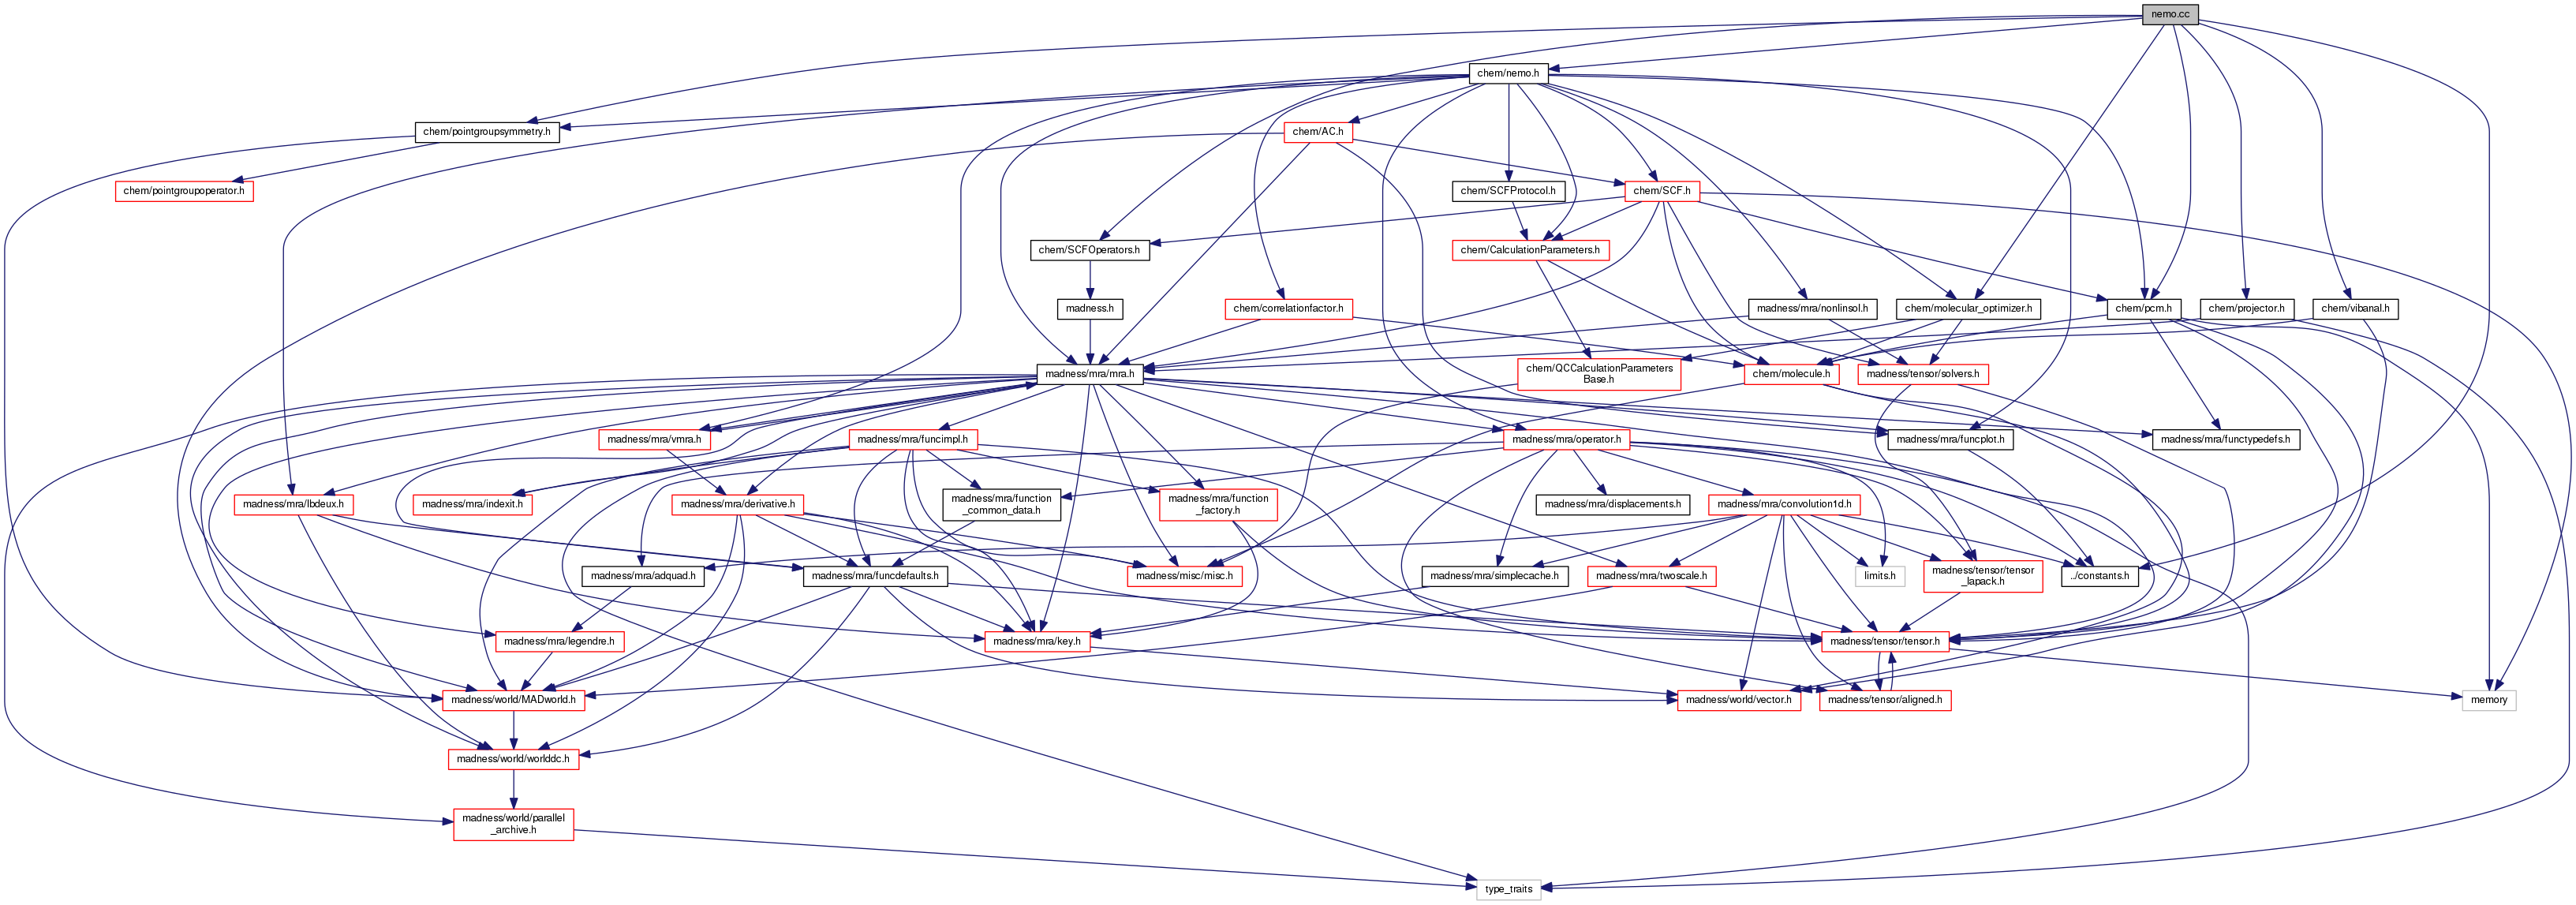 nemo.cc
chem/nemo.h
chem/pointgroupsymmetry.h
chem/AC.h
chem/pointgroupoperator.h
chem/SCFProtocol.h
chem/SCF.h
chem/SCFOperators.h
chem/CalculationParameters.h
madness.h
chem/correlationfactor.h
madness/mra/nonlinsol.h
chem/molecular_optimizer.h
chem/pcm.h
chem/projector.h
chem/vibanal.h
madness/mra/mra.h
chem/QCCalculationParameters
Base.h
chem/molecule.h
madness/tensor/solvers.h
madness/mra/vmra.h
madness/mra/funcimpl.h
madness/mra/operator.h
madness/mra/funcplot.h
madness/mra/functypedefs.h
madness/mra/lbdeux.h
madness/mra/indexit.h
madness/mra/derivative.h
madness/mra/function
_common_data.h
madness/mra/function
_factory.h
madness/mra/displacements.h
madness/mra/convolution1d.h
madness/mra/adquad.h
madness/mra/funcdefaults.h
madness/misc/misc.h
madness/mra/simplecache.h
madness/mra/twoscale.h
limits.h
madness/tensor/tensor
_lapack.h
../constants.h
madness/mra/legendre.h
madness/mra/key.h
madness/tensor/tensor.h
madness/world/MADworld.h
madness/world/vector.h
madness/tensor/aligned.h
memory
madness/world/worlddc.h
madness/world/parallel
_archive.h
type_traits